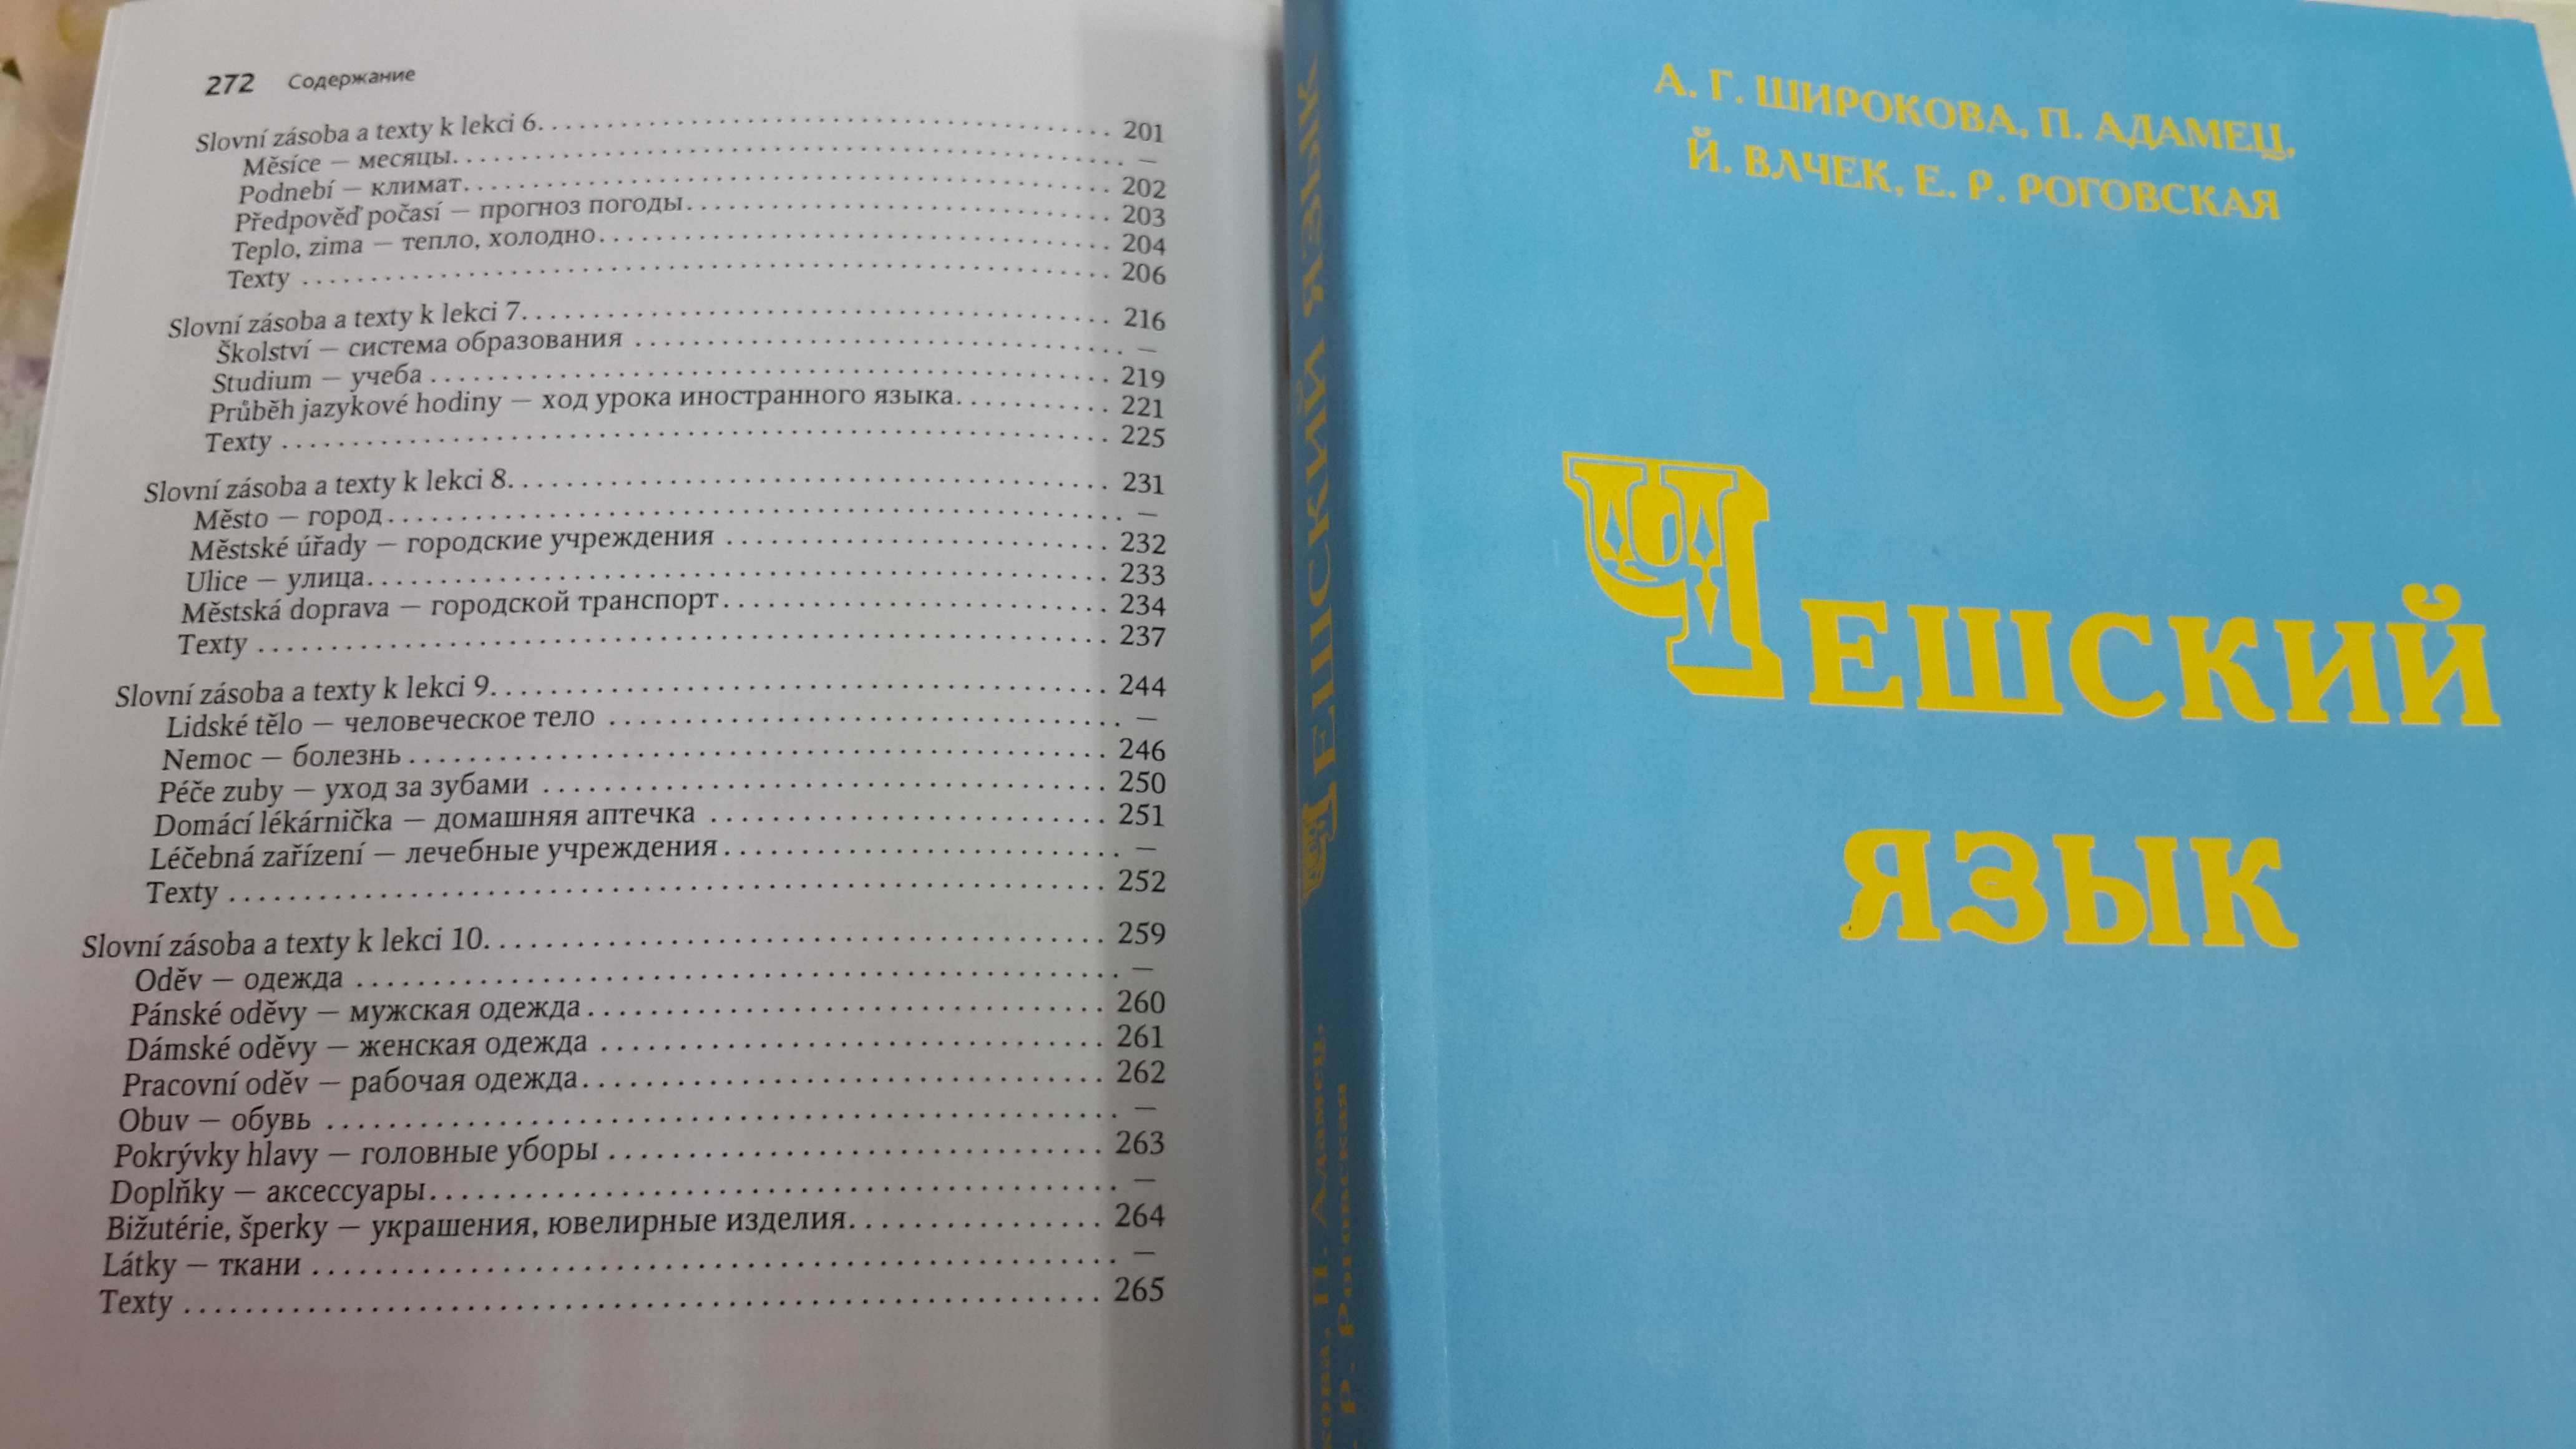 272 Содержание
Slovní zásoba a texty k lekci 6. . . . . . . . . . . . . . . . . . . . 201
Měsíce — месяцы. . . . . . . . . . . . . . . . . . . . —
Podnebí — климат. . . . . . . . . . . . . . . . . . . . 202
Předpověď počasí — прогноз погоды. . . . . . . . . . . . . . . . . . . . 203
Teplo, zima — тепло, холодно. . . . . . . . . . . . . . . . . . . . 204
Texty . . . . . . . . . . . . . . . . . . . . 206
Slovní zásoba a texty k lekci 7. . . . . . . . . . . . . . . . . . . . 216
Školství — система образования . . . . . . . . . . . . . . . . . . . . —
Studium — учеба . . . . . . . . . . . . . . . . . . . . 219
Průběh jazykové hodiny — ход урока иностранного языка. . . . . . . . . . . 221
Texty . . . . . . . . . . . . . . . . . . . . 225
Slovní zásoba a texty k lekci 8. . . . . . . . . . . . . . . . . . . . 231
Město — город . . . . . . . . . . . . . . . . . . . . —
Městské úřady — городские учреждения . . . . . . . . . . . . . . . . . . . . 232
Ulice — улица. . . . . . . . . . . . . . . . . . . . 233
Městská doprava — городской транспорт. . . . . . . . . . . . . . . . . . . . 234
Texty . . . . . . . . . . . . . . . . . . . . 237
Slovní zásoba a texty k lekci 9. . . . . . . . . . . . . . . . . . . . 244
Lidské tělo — человеческое тело . . . . . . . . . . . . . . . . . . . . —
Nemoc — болезнь . . . . . . . . . . . . . . . . . . . . 246
Péče zuby — уход за зубами . . . . . . . . . . . . . . . . . . . . 250
Domácí lékárnička — домашняя аптечка . . . . . . . . . . . . . . . . . . . . 251
Léčebná zařízení — лечебные учреждения . . . . . . . . . . . . . . . . . . . . —
Texty . . . . . . . . . . . . . . . . . . . . 252
Slovní zásoba a texty k lekci 10. . . . . . . . . . . . . . . . . . . . 259
Oděv — одежда . . . . . . . . . . . . . . . . . . . . —
Pánské oděvy — мужская одежда . . . . . . . . . . . . . . . . . . . . 260
Dámské oděvy — женская одежда . . . . . . . . . . . . . . . . . . . . 261
Pracovní oděv — рабочая одежда. . . . . . . . . . . . . . . . . . . . 262
Obuv — обувь . . . . . . . . . . . . . . . . . . . . —
Pokrývky hlavy — головные уборы . . . . . . . . . . . . . . . . . . . . 263
Doplňky — аксессуары. . . . . . . . . . . . . . . . . . . . —
Bižutérie, šperky — украшения, ювелирные изделия. . . . . . . . . . . . . . . . 264
Látky — ткани . . . . . . . . . . . . . . . . . . . . —
Texty . . . . . . . . . . . . . . . . . . . . 265
ЧЕШСКИЙ ЯЗЫК
П. Адамец,
Р. Роговская
А. Г. ШИРОКОВА, П. АДАМЕЦ,
Й. ВАЧЕК, Е. Р. РОГОВСКАЯ
ЧЕШСКИЙ
ЯЗЫК